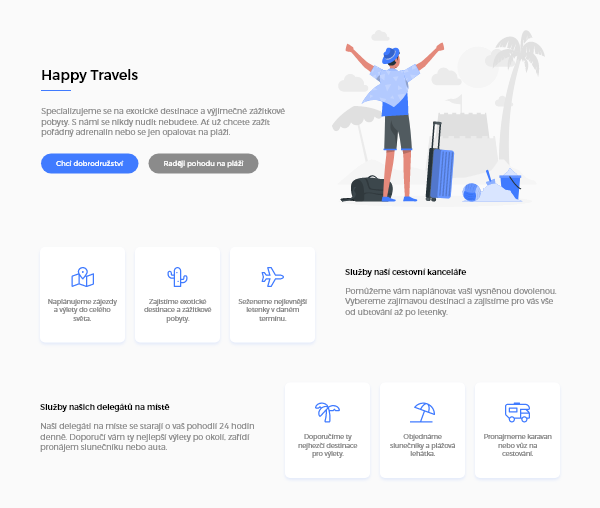 Happy Travels
Specializujeme se na exotické destinace a výjimečné zážitkové
pobyty. S námi se nikdy nudit nebudete. Ať už chcete zažít
pořádný adrenalin nebo se jen opalovat na pláži.
Chci dobrodružství
Raději pohodu na pláži
Naplánujeme zájezdy
a výlety do celého
světa.
Zajistíme exotické
destinace a zážitkové
pobyty.
Seženeme nejlevnější
letenky v daném
termínu.
Služby naší cestovní kanceláře
Pomůžeme vám naplánovat vaši vysněnou dovolenou.
Vybereme zajímavou destinaci a zajistíme pro vás vše
od ubtování až po letenky.
Služby našich delegátů na místě
Naši delegáti na míste se starají o vaš pohodlí 24 hodin
denně. Doporučí vám ty nejlepší výlety po okolí, zařídí
pronájem slunečníku nebo auta.
Doporučíme ty
nejhezčí destinace
pro výlety.
Objednáme
slunečníky a plážová
lehátka.
Pronajmeme karavan
nebo vůz na
cestování.